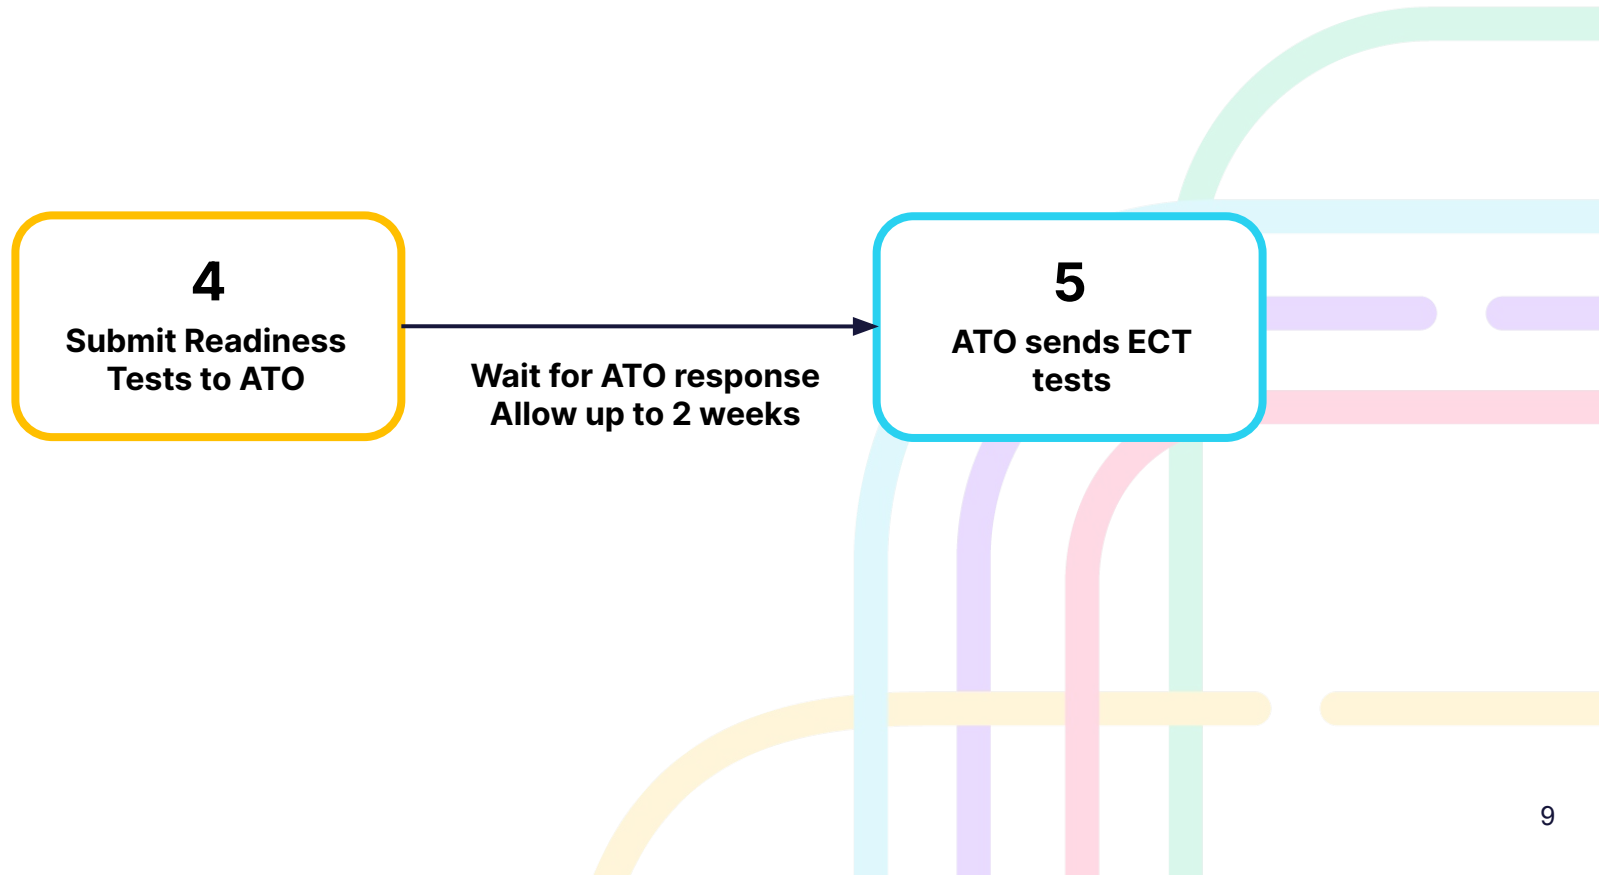 4
Submit Readiness
Tests to ATO
Wait for ATO response
Allow up to 2 weeks
5
ATO sends ECT
tests
9